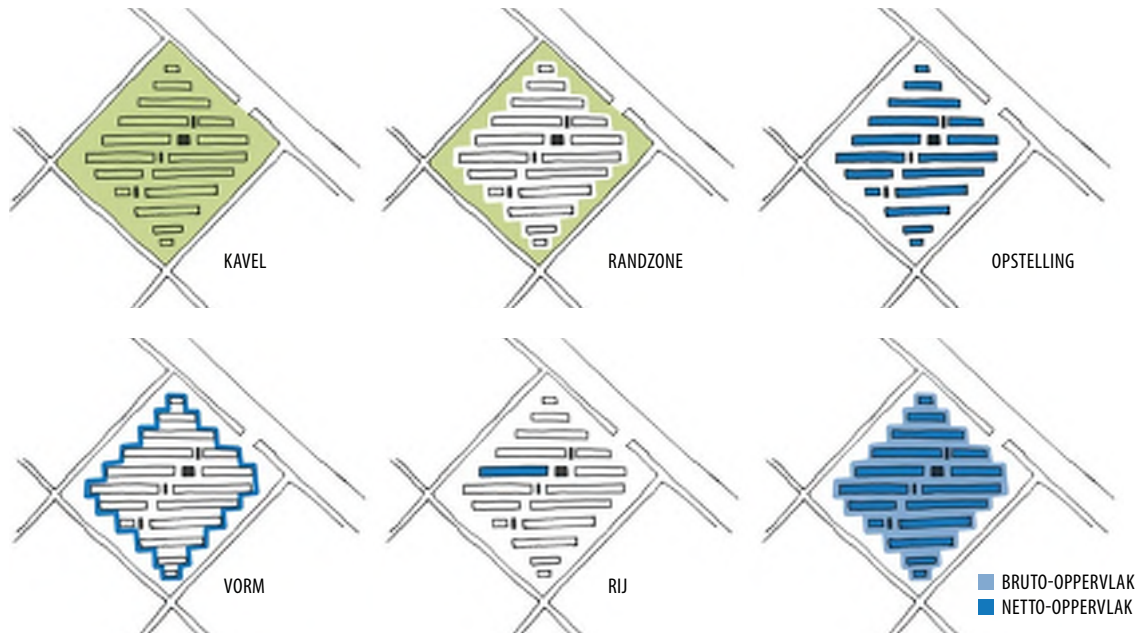 KAVEL
RANDZONE
OPSTELLING
VORM
RIJ
BRUTO-OPPERVLAK
NETTO-OPPERVLAK